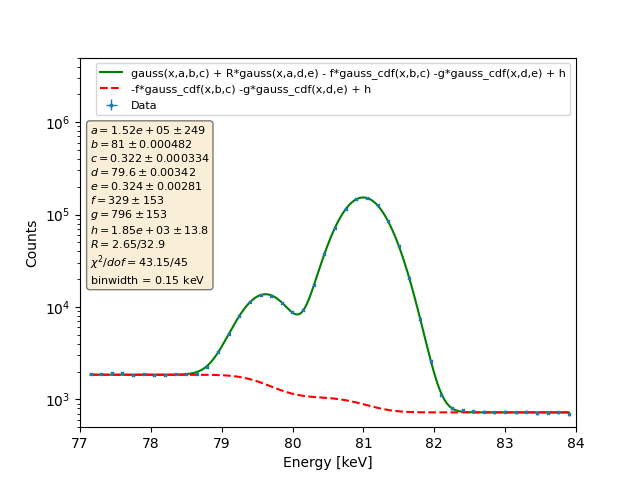 gauss(x,a,b,c) + R*gauss(x,a,d,e) - f*gauss_cdf(x,b,c) -g*gauss_cdf(x,d,e) + h
-f*gauss_cdf(x,b,c) -g*gauss_cdf(x,d,e) + h
Data
a = 1.52e + 05 ± 249
b = 81 ± 0.000482
c = 0.322 ± 0.000334
d = 79.6 ± 0.00342
e = 0.324 ± 0.00281
f = 329 ± 153
g = 796 ± 153
h = 1.85e + 03 ± 13.8
R = 2.65/32.9
χ²/dof = 43.15/45
binwidth = 0.15 keV
Counts
10⁶
10⁵
10⁴
10³
77 78 79 80 81 82 83 84
Energy [keV]